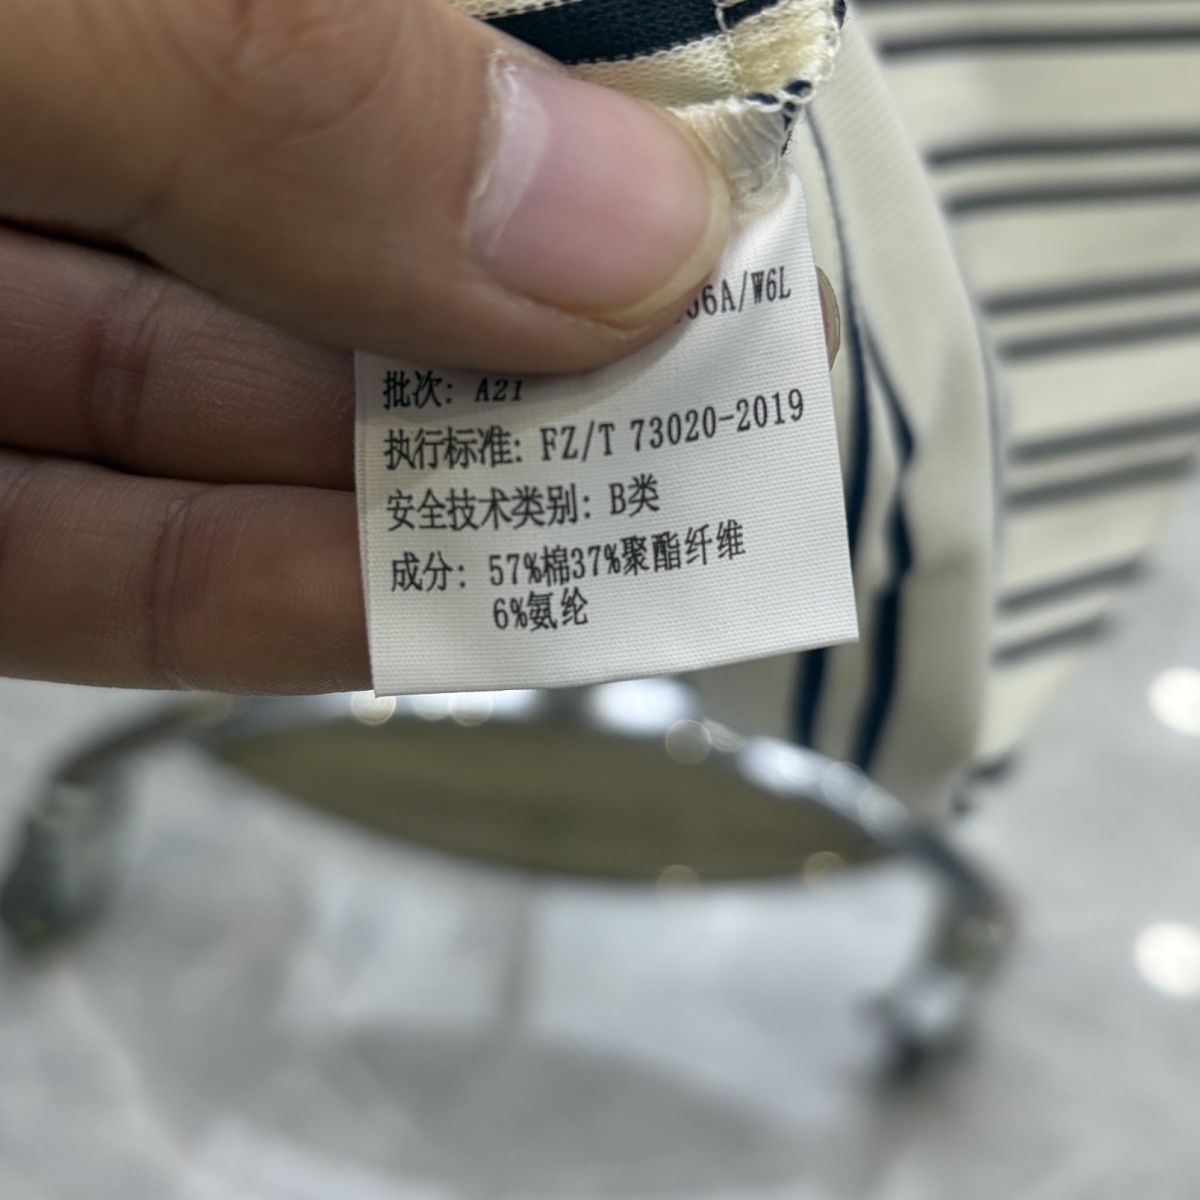 06A/W6L
批次: A21
执行标准: FZ/T 73020-2019
安全技术类别: B类
成分: 57%棉37%聚酯纤维
6%氨纶